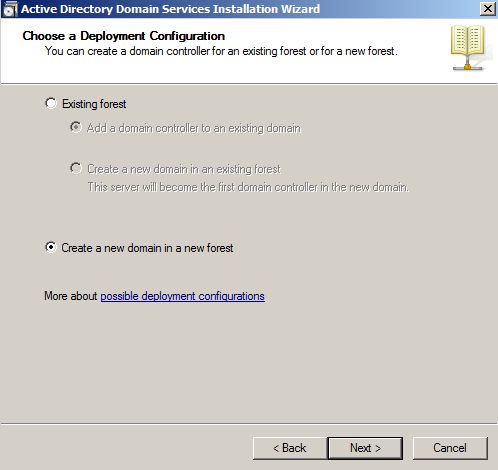 Active Directory Domain Services Installation Wizard
Choose a Deployment Configuration
You can create a domain controller for an existing forest or for a new forest.
Existing forest
Add a domain controller to an existing domain
Create a new domain in an existing forest
This server will become the first domain controller in the new domain.
Create a new domain in a new forest
More about possible deployment configurations
< Back
Next >
Cancel